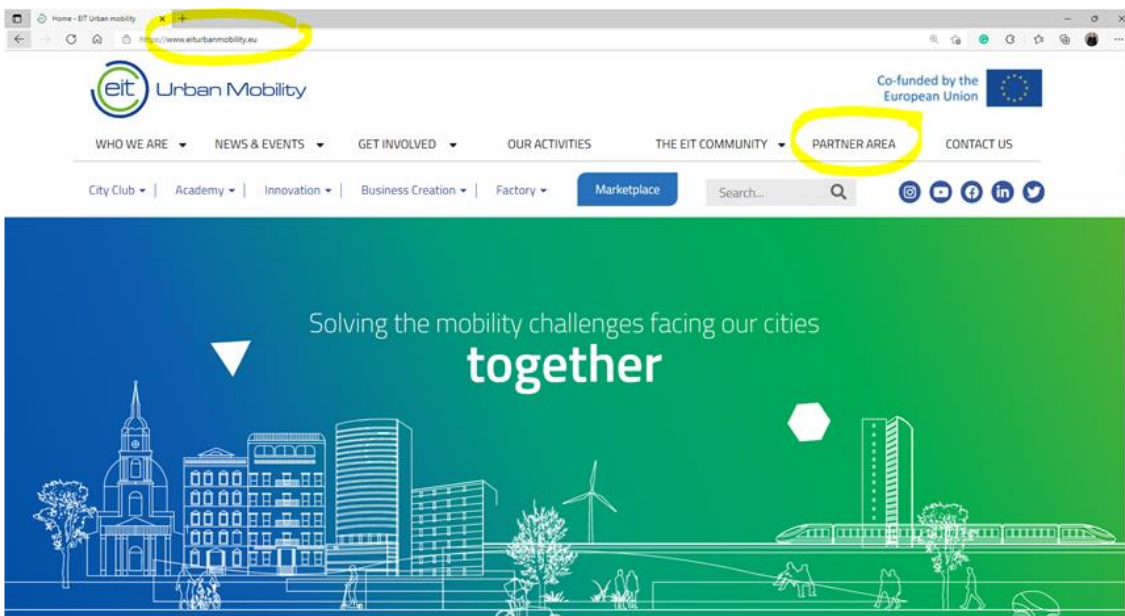 Home - EIT Urban mobility
https://www.eiturbanmobility.eu
eit Urban Mobility
Co-funded by the
European Union
WHO WE ARE NEWS & EVENTS GET INVOLVED OUR ACTIVITIES THE EIT COMMUNITY PARTNER AREA CONTACT US
City Club | Academy | Innovation | Business Creation | Factory Marketplace Search...
Solving the mobility challenges facing our cities
together